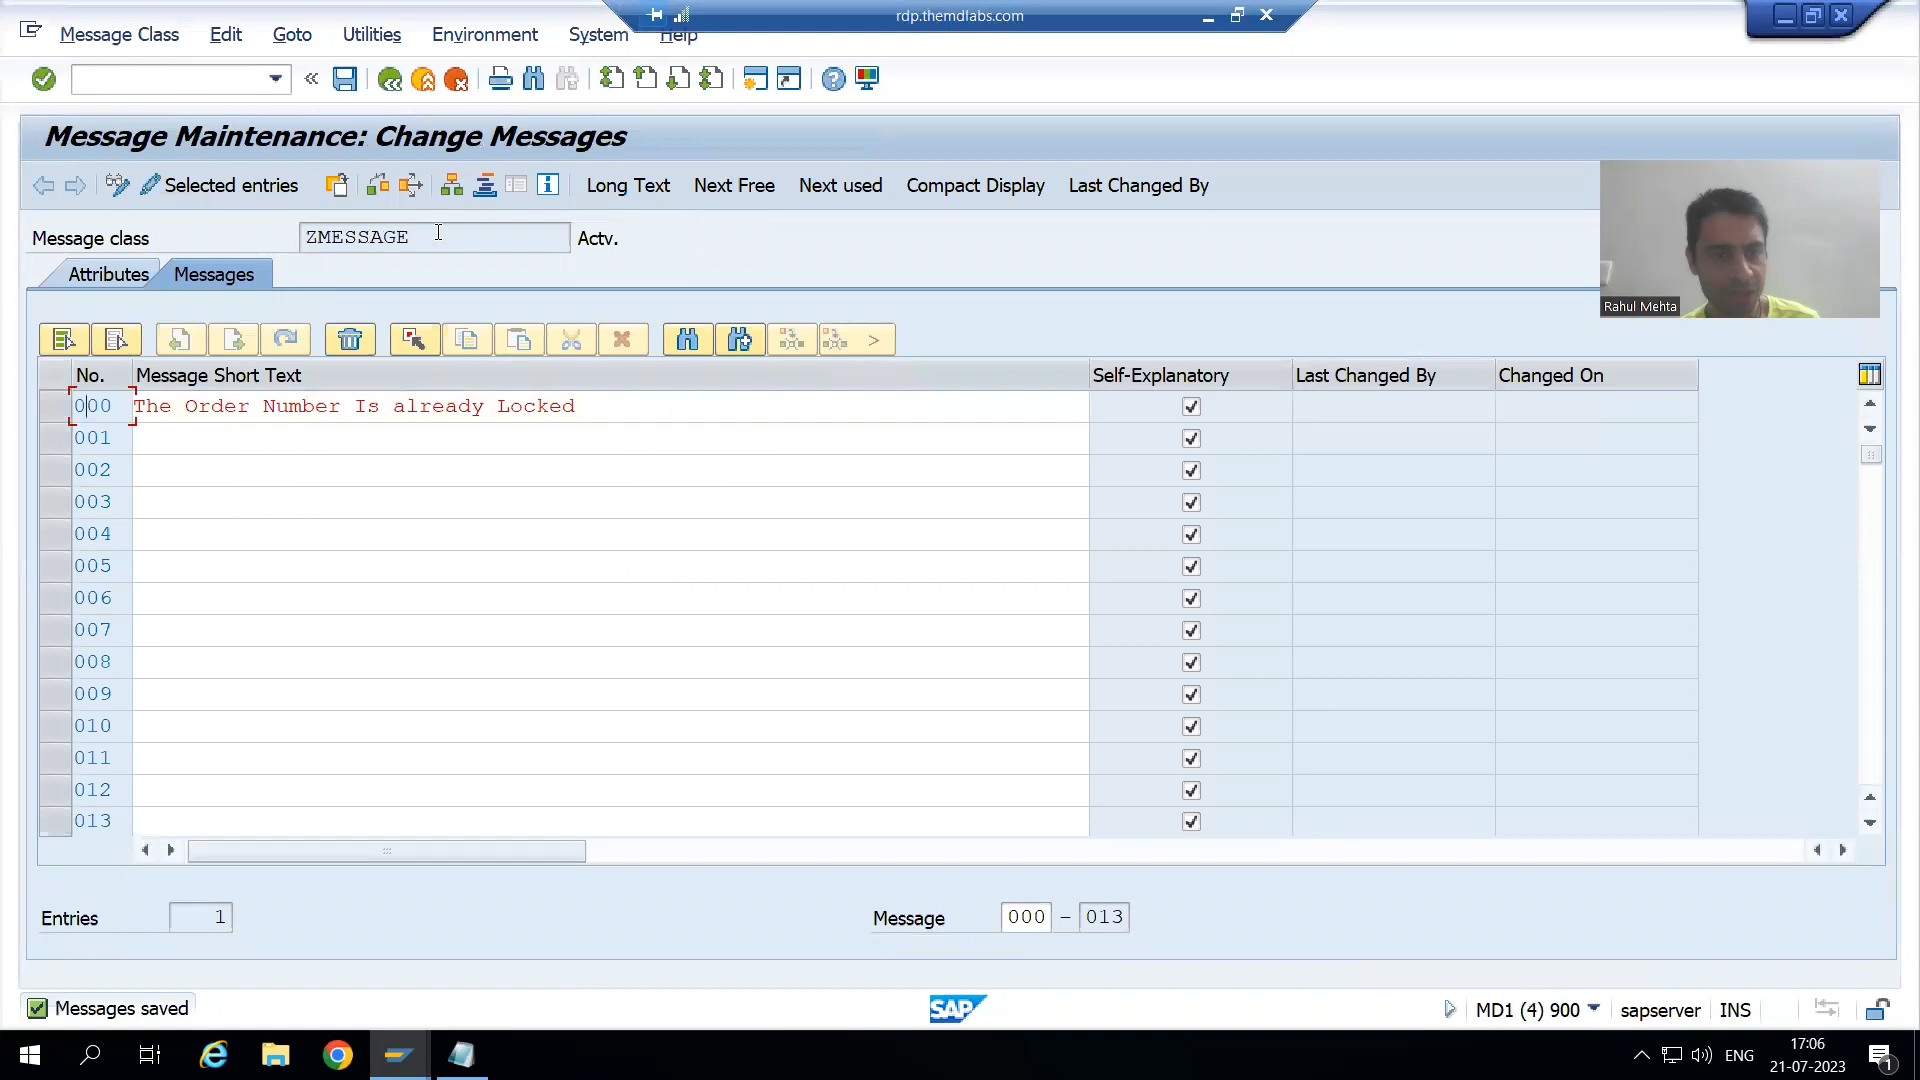 rdp.themdlabs.com
Message Class Edit Goto Utilities Environment System Help
Message Maintenance: Change Messages
Selected entries Long Text Next Free Next used Compact Display Last Changed By
Message class ZMESSAGE Actv.
Attributes Messages
Rahul Mehta
No. Message Short Text Self-Explanatory Last Changed By Changed On
000 The Order Number Is already Locked
001
002
003
004
005
006
007
008
009
010
011
012
013
Entries 1 Message 000 - 013
Messages saved SAP MD1 (4) 900 sapserver INS
ENG 17:06
21-07-2023 1